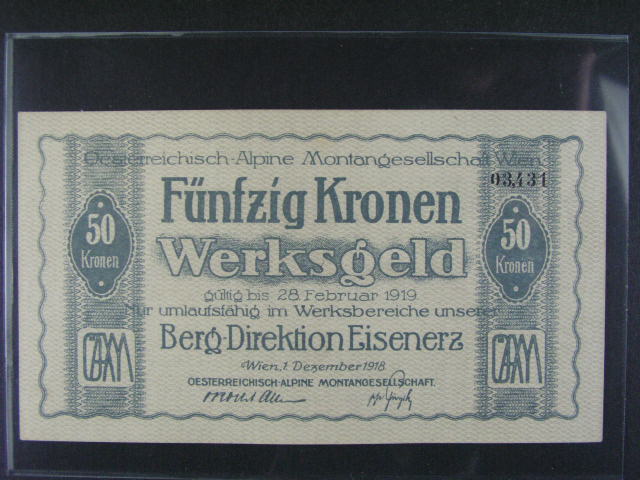 Oesterreichisch-Alpine Montangesellschaft Wien.
03,431
Fünfzig Kronen
50
Kronen
50
Kronen
Werksgeld
gültig bis 28 Februar 1919.
Nur umlaufsfähig im Werksbereiche unserer
Berg-Direktion Eisenerz
Wien, 1. Dezember 1918.
OESTERREICHISCH-ALPINE MONTANGESELLSCHAFT.